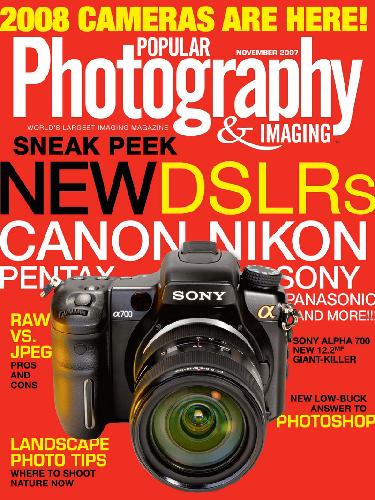 2008 CAMERAS ARE HERE!
POPULAR
NOVEMBER 2007
Photography
& IMAGING
WORLD'S LARGEST IMAGING MAGAZINE
SNEAK PEEK
NEW DSLRs
CANON NIKON
PENTAX SONY
PANASONIC
AND MORE!!!
SONY
α700
α
RAW
VS.
JPEG
PROS
AND
CONS
SONY ALPHA 700
NEW 12.2MP
GIANT-KILLER
NEW LOW-BUCK
ANSWER TO
PHOTOSHOP
LANDSCAPE
PHOTO TIPS
WHERE TO SHOOT
NATURE NOW